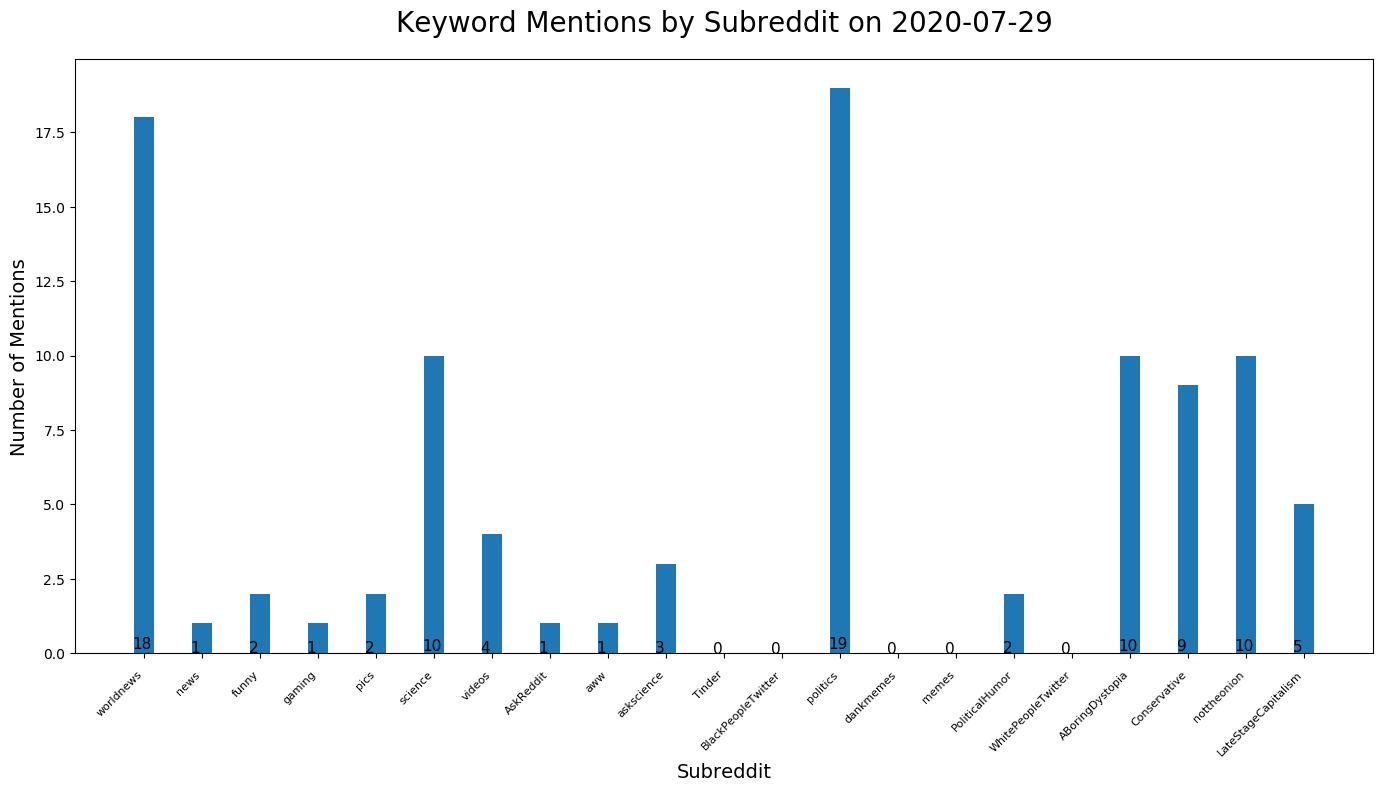 Keyword Mentions by Subreddit on 2020-07-29
Number of Mentions
17.5
15.0
12.5
10.0
7.5
5.0
2.5
0.0
18 1 2 1 2 10 4 1 1 3 0 0 19 0 0 2 0 10 9 10 5
worldnews
news
funny
gaming
pics
science
videos
AskReddit
aww
askscience
Tinder
BlackPeopleTwitter
politics
dankmemes
memes
PoliticalHumor
WhitePeopleTwitter
ABoringDystopia
Conservative
nottheonion
LateStageCapitalism
Subreddit